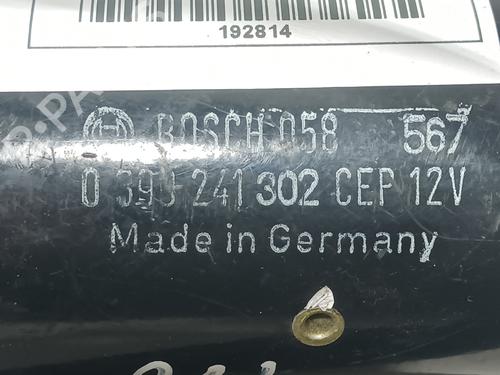 192814
BOSCH 058 567
0 393 241 302 CEP 12V
Made in Germany